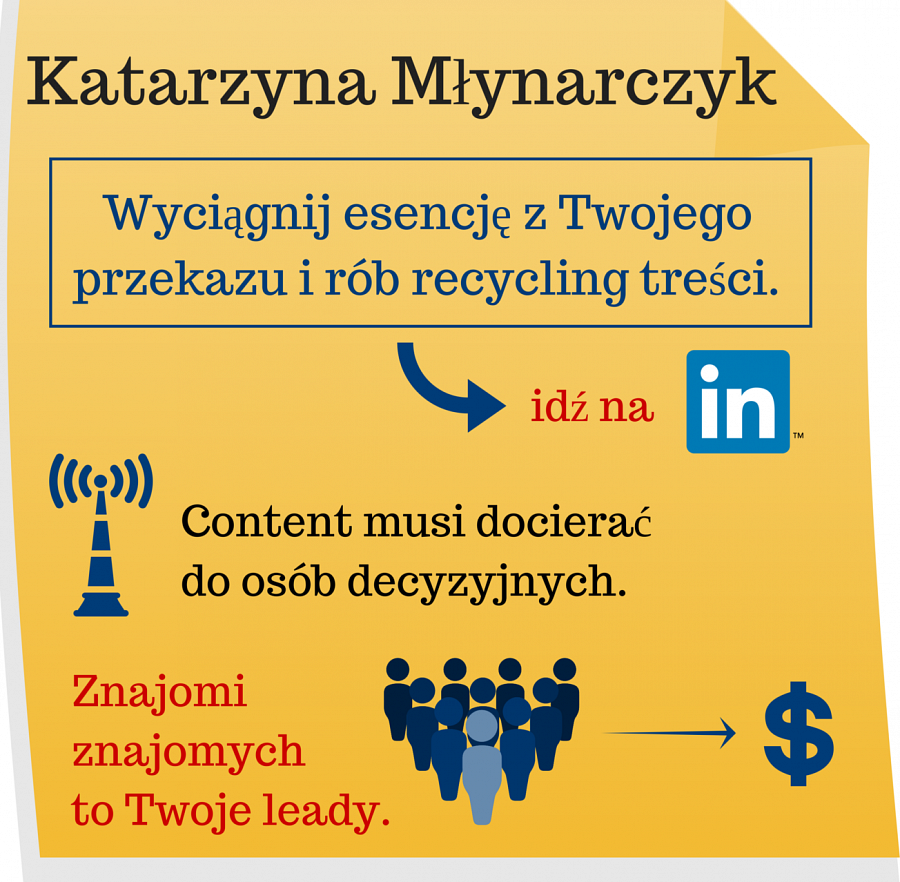 Katarzyna Młynarczyk
Wyciągnij esencję z Twojego
przekazu i rób recycling treści.
idź na in ™
Content musi docierać
do osób decyzyjnych.
Znajomi
znajomych
to Twoje leady.
$